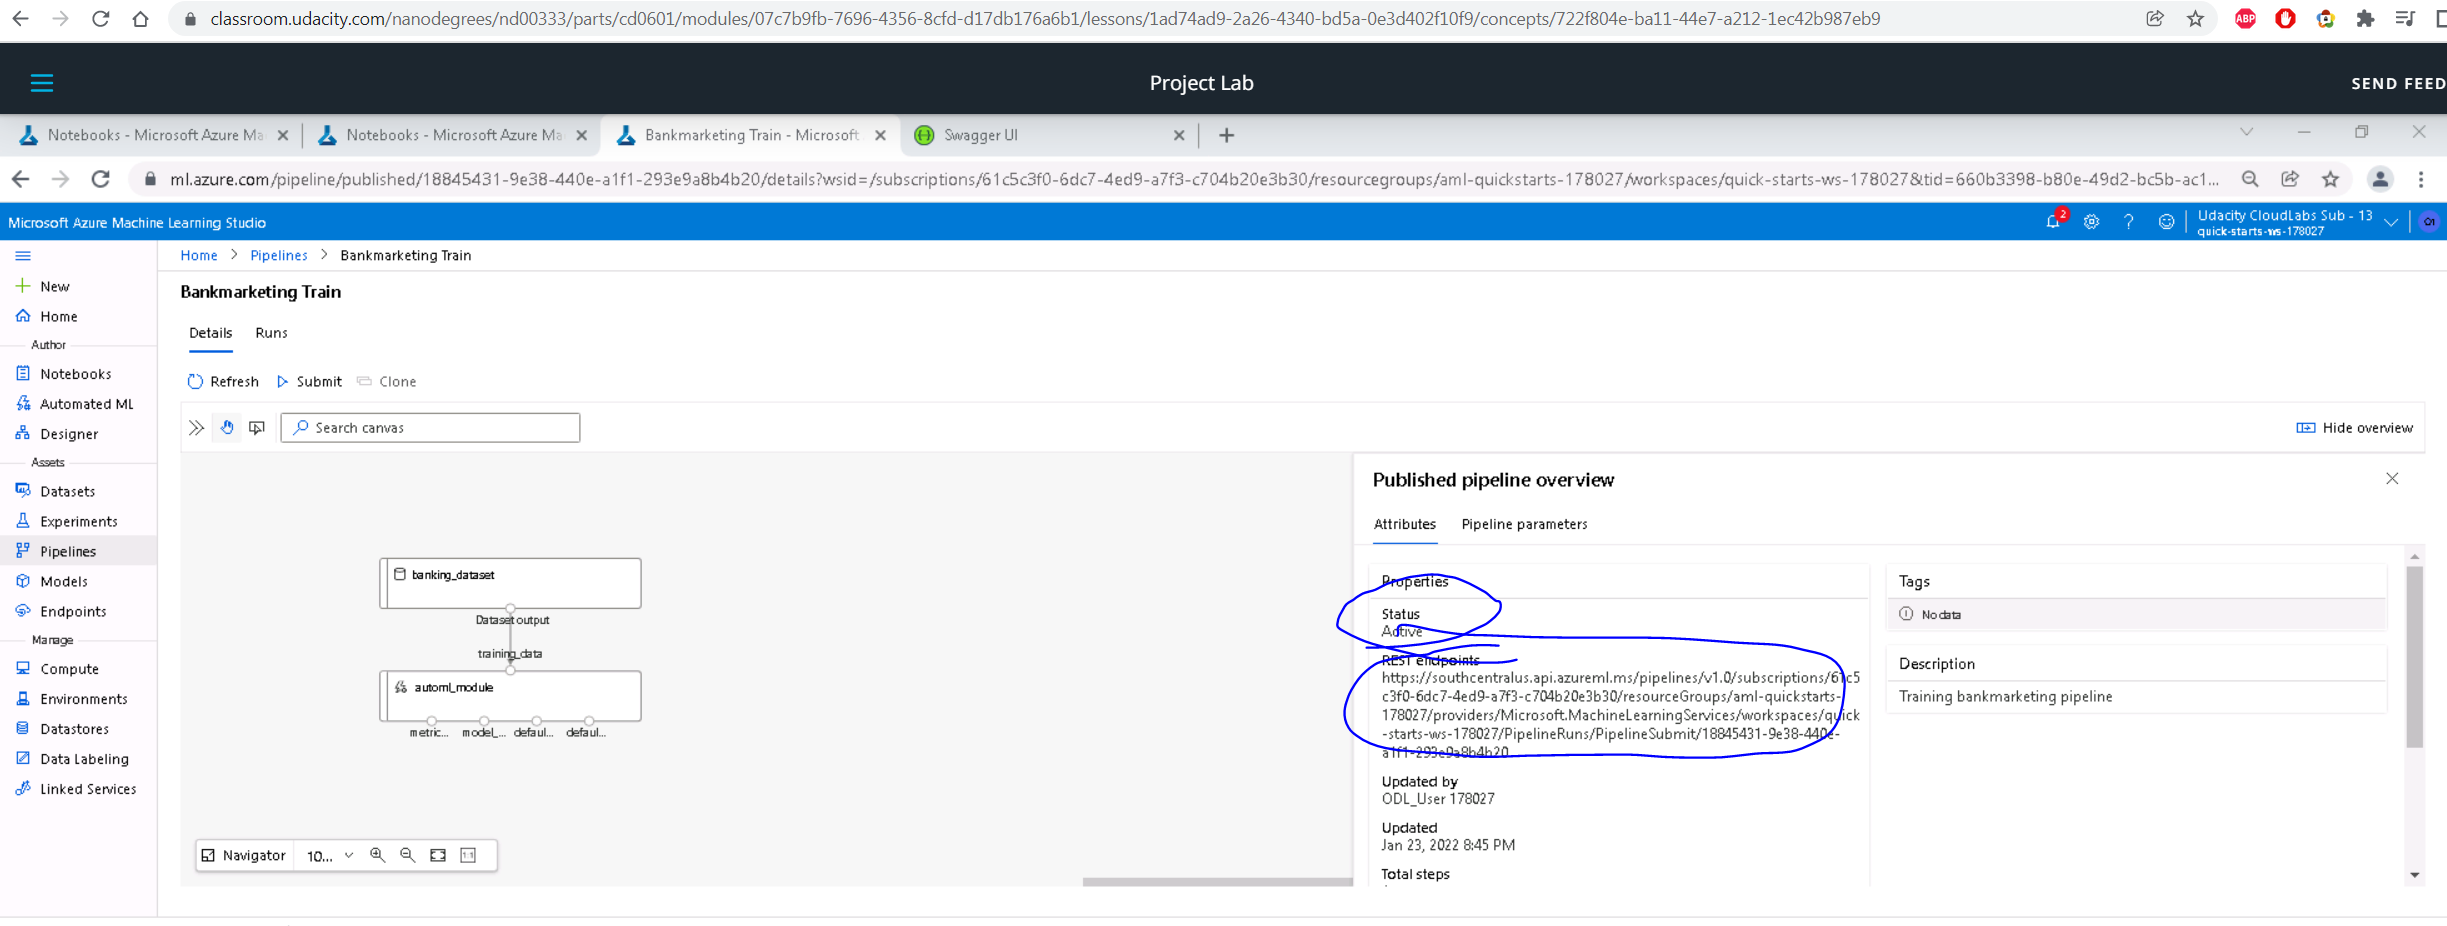 classroom.udacity.com/nanodegrees/nd00333/parts/cd0601/modules/07c7b9fb-7696-4356-8cfd-d17db176a6b1/lessons/1ad74ad9-2a26-4340-bd5a-0e3d402f10f9/concepts/722f804e-ba11-44e7-a212-1ec42b987eb9
ABP
Project Lab
SEND FEED
Notebooks - Microsoft Azure Ma
Notebooks - Microsoft Azure Ma
Bankmarketing Train - Microsoft
Swagger UI
ml.azure.com/pipeline/published/18845431-9e38-440e-a1f1-293e9a8b4b20/details?wsid=/subscriptions/61c5c3f0-6dc7-4ed9-a7f3-c704b20e3b30/resourcegroups/aml-quickstarts-178027/workspaces/quick-starts-ws-178027&tid=660b3398-b80e-49d2-bc5b-ac1...
Microsoft Azure Machine Learning Studio
2
Udacity CloudLabs Sub - 13
quick-starts-ws-178027
Home > Pipelines > Bankmarketing Train
New
Home
Author
Notebooks
Automated ML
Designer
Assets
Datasets
Experiments
Pipelines
Models
Endpoints
Manage
Compute
Environments
Datastores
Data Labeling
Linked Services
Bankmarketing Train
Details
Runs
Refresh
Submit
Clone
Search canvas
Hide overview
banking_dataset
Dataset output
training_data
automl_module
metric...
model_...
defaul...
defaul...
Navigator
10...
1:1
Published pipeline overview
Attributes
Pipeline parameters
Properties
Status
Active
REST endpoints
https://southcentralus.api.azureml.ms/pipelines/v1.0/subscriptions/61c5
c3f0-6dc7-4ed9-a7f3-c704b20e3b30/resourceGroups/aml-quickstarts-
178027/providers/Microsoft.MachineLearningServices/workspaces/quick
-starts-ws-178027/PipelineRuns/PipelineSubmit/18845431-9e38-440e-
a1f1-293e9a8b4b20
Updated by
ODL_User 178027
Updated
Jan 23, 2022 8:45 PM
Total steps
Tags
No data
Description
Training bankmarketing pipeline